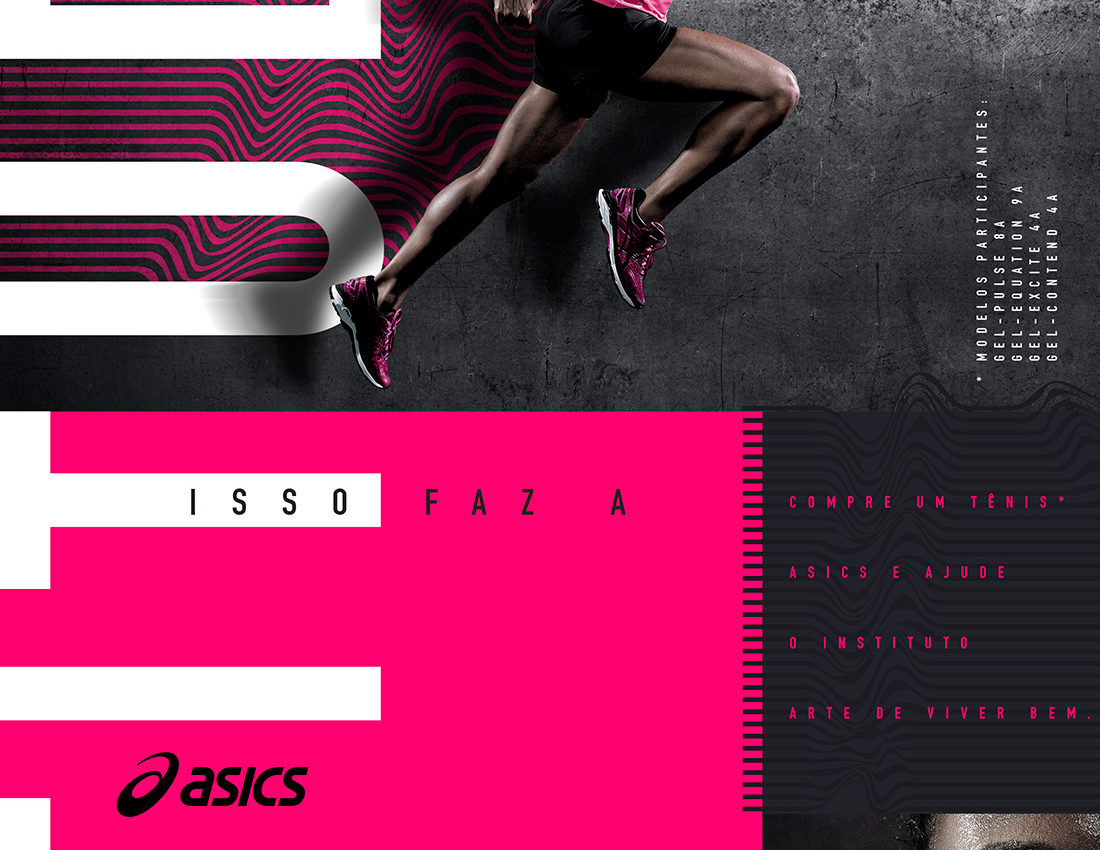 * MODELOS PARTICIPANTES:
GEL-PULSE 8A
GEL-EQUATION 9A
GEL-EXCITE 4A
GEL-CONTEND 4A
ISSO FAZ A
COMPRE UM TÊNIS*
ASICS E AJUDE
O INSTITUTO
ARTE DE VIVER BEM.
asics